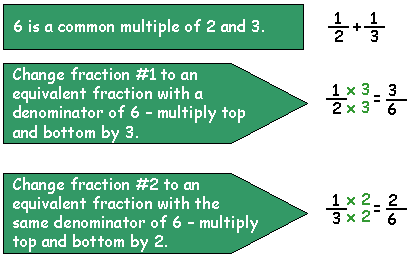 6 is a common multiple of 2 and 3.
1/2 + 1/3
Change fraction #1 to an
equivalent fraction with a
denominator of 6 – multiply top
and bottom by 3.
1 x 3 = 3
2 x 3 6
Change fraction #2 to an
equivalent fraction with the
same denominator of 6 – multiply
top and bottom by 2.
1 x 2 = 2
3 x 2 6